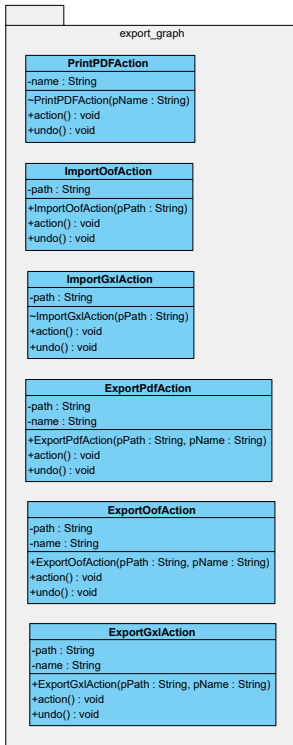 export_graph
PrintPDFAction
-name : String
~PrintPDFAction(pName : String)
+action() : void
+undo() : void
ImportOofAction
-path : String
+ImportOofAction(pPath : String)
+action() : void
+undo() : void
ImportGxlAction
-path : String
~ImportGxlAction(pPath : String)
+action() : void
+undo() : void
ExportPdfAction
-path : String
-name : String
+ExportPdfAction(pPath : String, pName : String)
+action() : void
+undo() : void
ExportOofAction
-path : String
-name : String
+ExportOofAction(pPath : String, pName : String)
+action() : void
+undo() : void
ExportGxlAction
-path : String
-name : String
+ExportGxlAction(pPath : String, pName : String)
+action() : void
+undo() : void